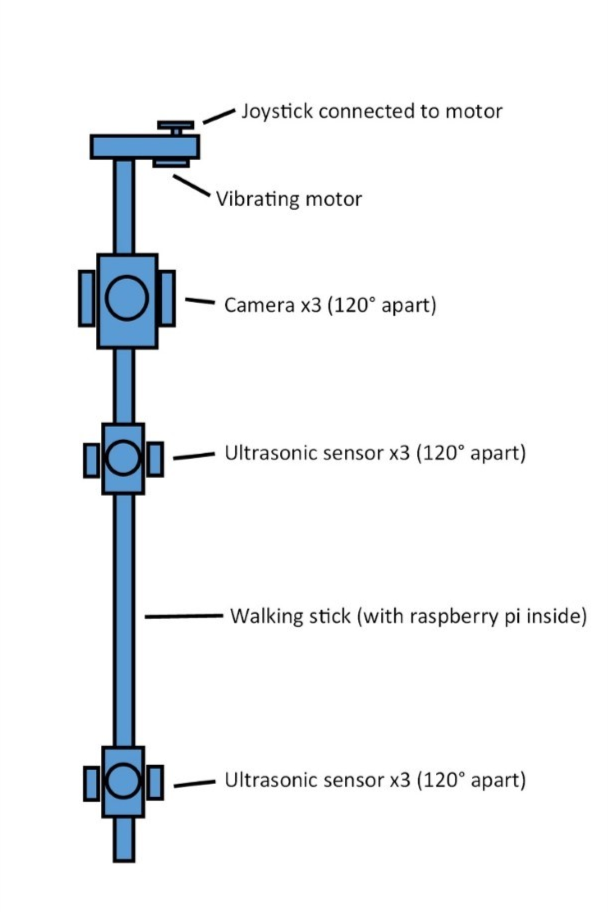 Joystick connected to motor
Vibrating motor
Camera x3 (120° apart)
Ultrasonic sensor x3 (120° apart)
Walking stick (with raspberry pi inside)
Ultrasonic sensor x3 (120° apart)